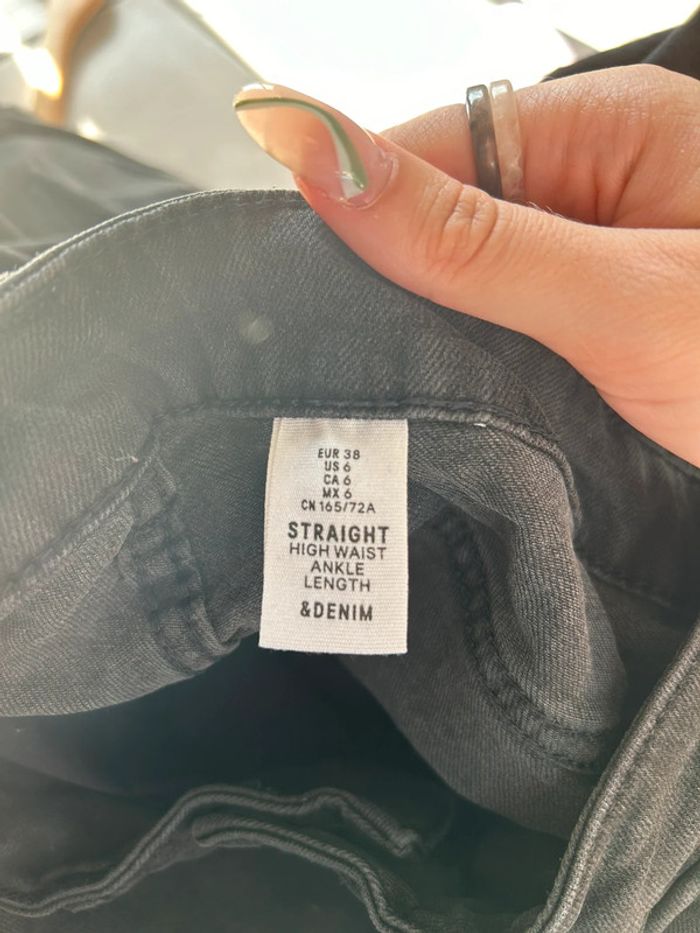 EUR 38
US 6
CA 6
MX 6
CN 165/72A
STRAIGHT
HIGH WAIST
ANKLE
LENGTH
&DENIM